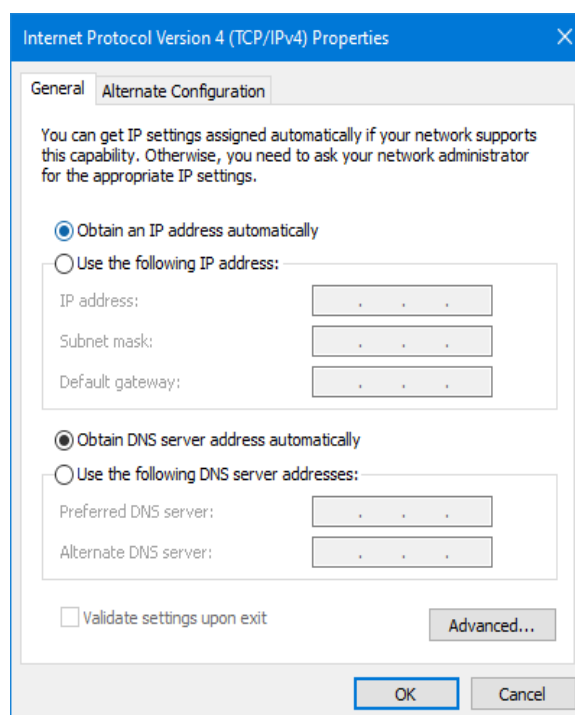 Internet Protocol Version 4 (TCP/IPv4) Properties
General
Alternate Configuration
You can get IP settings assigned automatically if your network supports
this capability. Otherwise, you need to ask your network administrator
for the appropriate IP settings.
Obtain an IP address automatically
Use the following IP address:
IP address:
Subnet mask:
Default gateway:
Obtain DNS server address automatically
Use the following DNS server addresses:
Preferred DNS server:
Alternate DNS server:
Validate settings upon exit
Advanced...
OK
Cancel